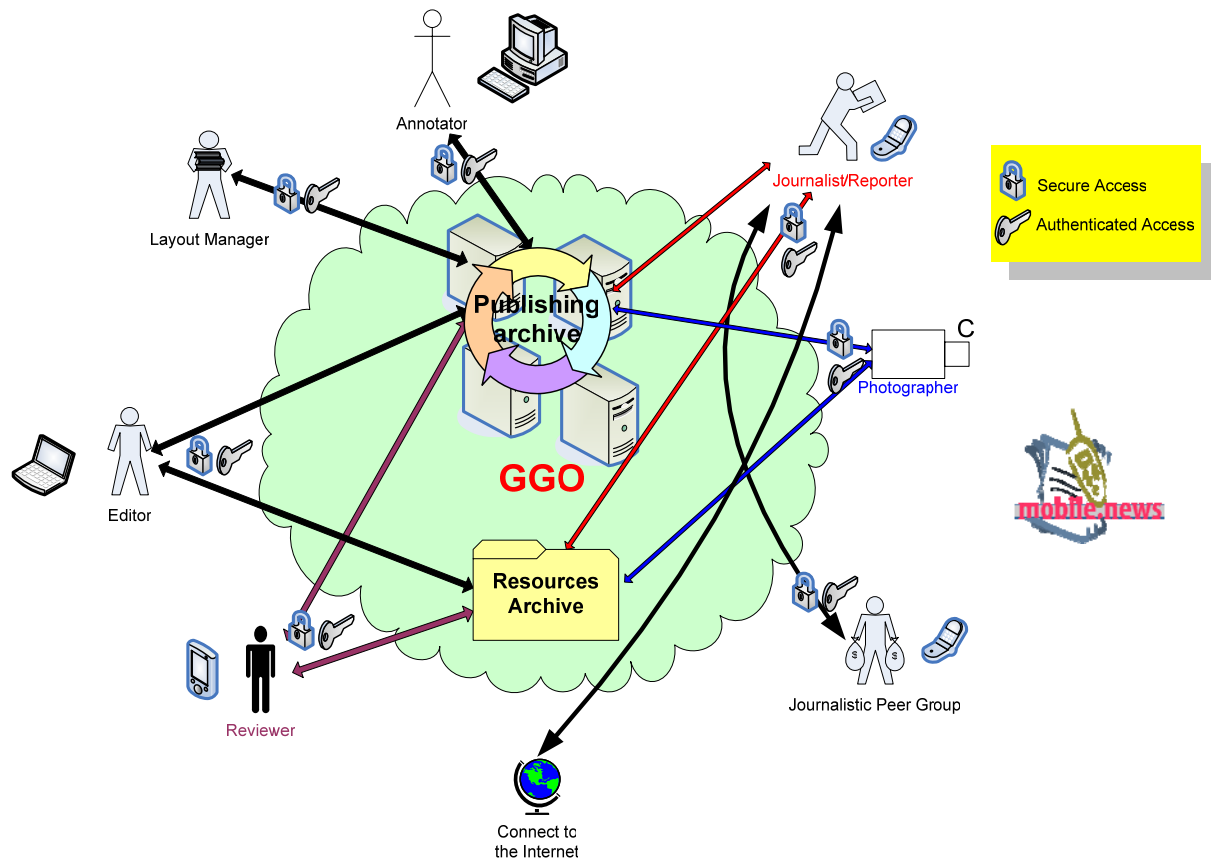 Annotator
Journalist/Reporter
Secure Access
Authenticated Access
Layout Manager
Publishing
archive
C
Photographer
GGO
mobile.news
Editor
Resources
Archive
Reviewer
$ $
Journalistic Peer Group
Connect to
the Internet